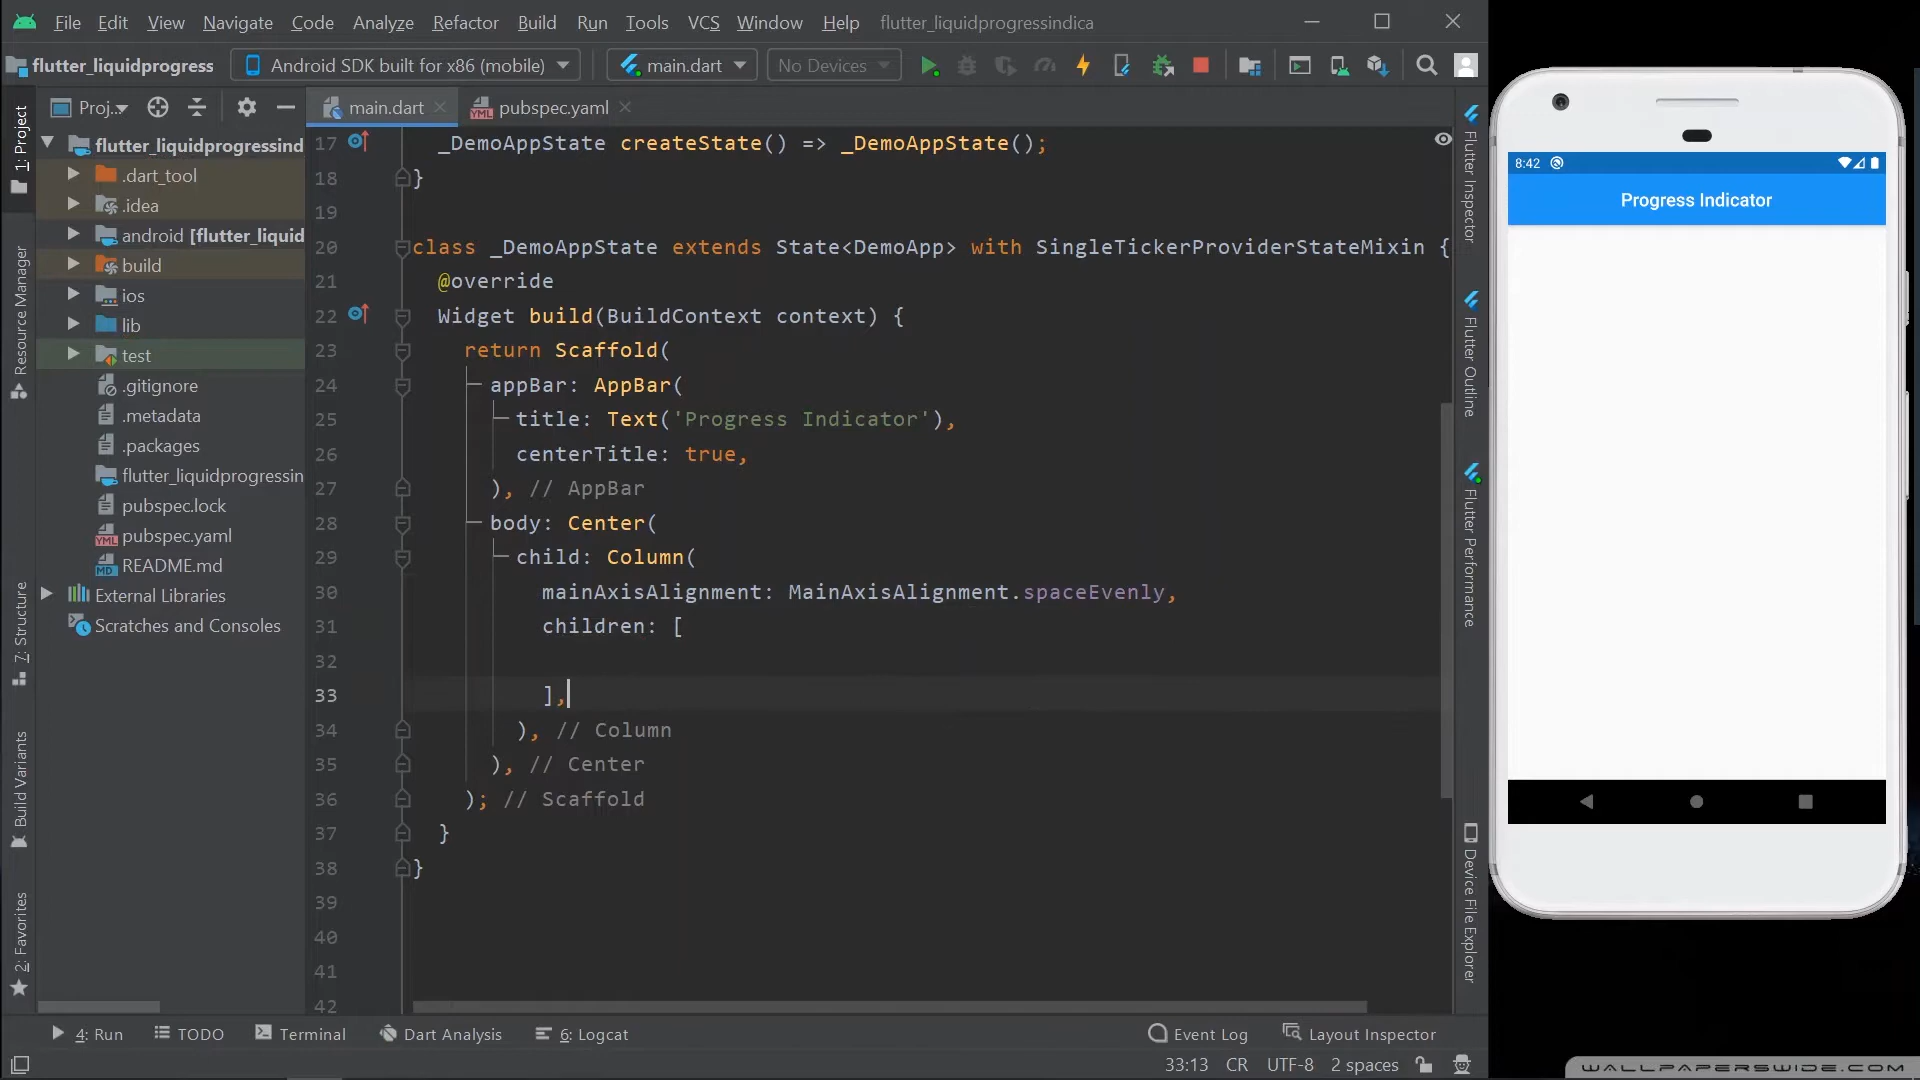 File Edit View Navigate Code Analyze Refactor Build Run Tools VCS Window Help flutter_liquidprogressindica
flutter_liquidprogress Android SDK built for x86 (mobile) main.dart No Devices
Proj... main.dart pubspec.yaml
1: Project
Resource Manager
7: Structure
Build Variants
2: Favorites
flutter_liquidprogressind
.dart_tool
.idea
android [flutter_liquid
build
ios
lib
test
.gitignore
.metadata
.packages
flutter_liquidprogressin
pubspec.lock
pubspec.yaml
README.md
External Libraries
Scratches and Consoles
17 _DemoAppState createState() => _DemoAppState();
18 }
19
20 class _DemoAppState extends State<DemoApp> with SingleTickerProviderStateMixin {
21 @override
22 Widget build(BuildContext context) {
23 return Scaffold(
24 appBar: AppBar(
25 title: Text('Progress Indicator'),
26 centerTitle: true,
27 ), // AppBar
28 body: Center(
29 child: Column(
30 mainAxisAlignment: MainAxisAlignment.spaceEvenly,
31 children: [
32
33 ],
34 ), // Column
35 ), // Center
36 ); // Scaffold
37 }
38 }
39
40
41
42
Flutter Inspector
Flutter Outline
Flutter Performance
Device File Explorer
8:42
Progress Indicator
4: Run TODO Terminal Dart Analysis 6: Logcat Event Log Layout Inspector
33:13 CR UTF-8 2 spaces
WALLPAPERSWIDE.COM